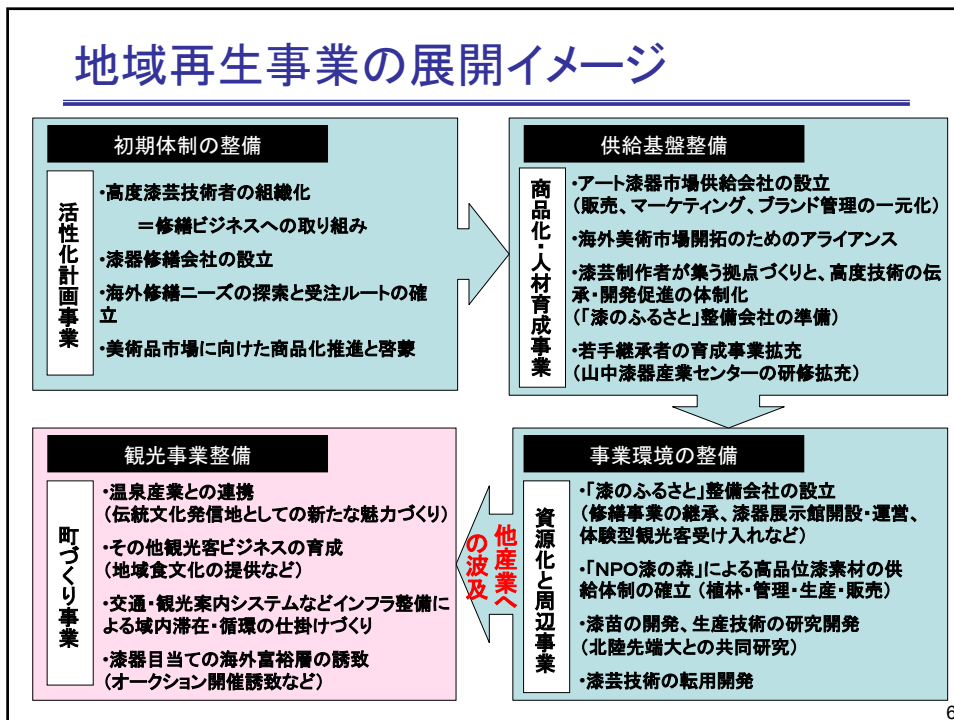 地域再生事業の展開イメージ
初期体制の整備
活性化計画事業
・高度漆芸技術者の組織化
＝修繕ビジネスへの取り組み
・漆器修繕会社の設立
・海外修繕ニーズの探索と受注ルートの確
立
・美術品市場に向けた商品化推進と啓蒙
供給基盤整備
商品化・人材育成事業
・アート漆器市場供給会社の設立
（販売、マーケティング、ブランド管理の一元化）
・海外美術市場開拓のためのアライアンス
・漆芸制作者が集う拠点づくりと、高度技術の伝
承・開発促進の体制化
（「漆のふるさと」整備会社の準備）
・若手継承者の育成事業拡充
（山中漆器産業センターの研修拡充）
事業環境の整備
資源化と周辺事業
・「漆のふるさと」整備会社の設立
（修繕事業の継承、漆器展示館開設・運営、
体験型観光客受け入れなど）
・「NPO漆の森」による高品位漆素材の供
給体制の確立（植林・管理・生産・販売）
・漆苗の開発、生産技術の研究開発
（北陸先端大との共同研究）
・漆芸技術の転用開発
他産業へ
の波及
観光事業整備
町づくり事業
・温泉産業との連携
（伝統文化発信地としての新たな魅力づくり）
・その他観光客ビジネスの育成
（地域食文化の提供など）
・交通・観光案内システムなどインフラ整備に
よる域内滞在・循環の仕掛けづくり
・漆器目当ての海外富裕層の誘致
（オークション開催誘致など）
6